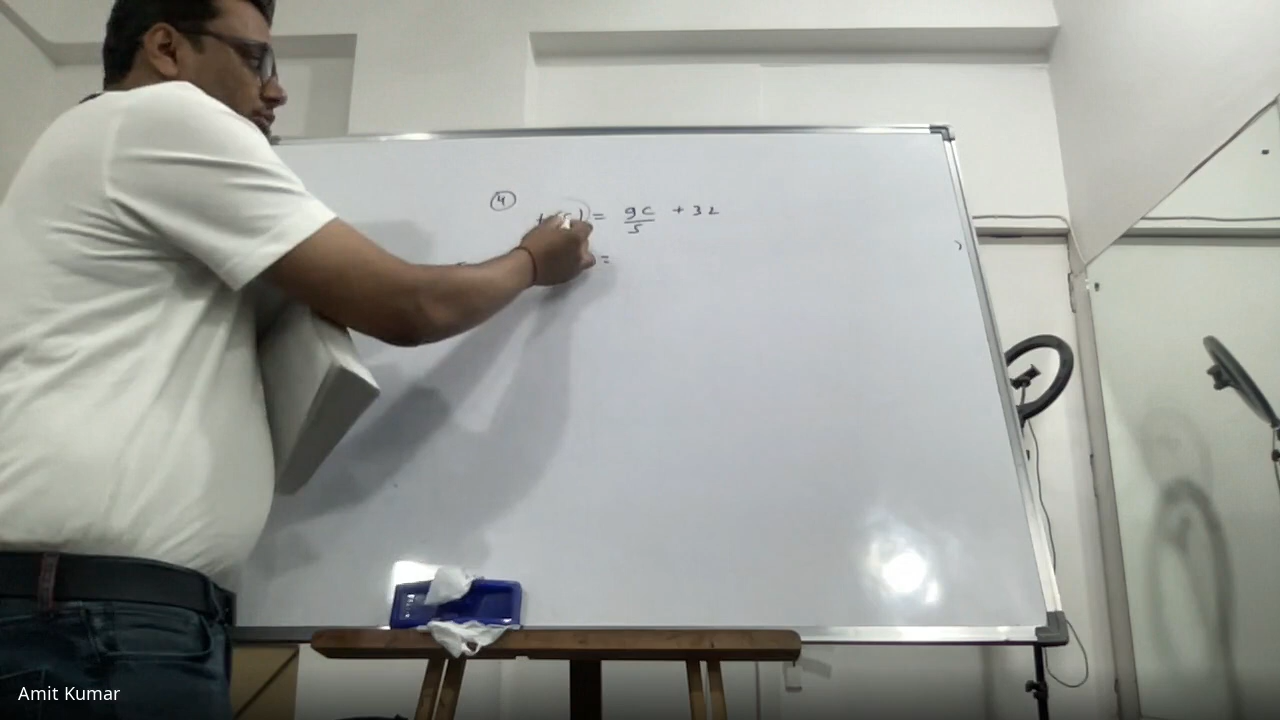 ④
t(c) = 9c/5 + 32
=
Amit Kumar